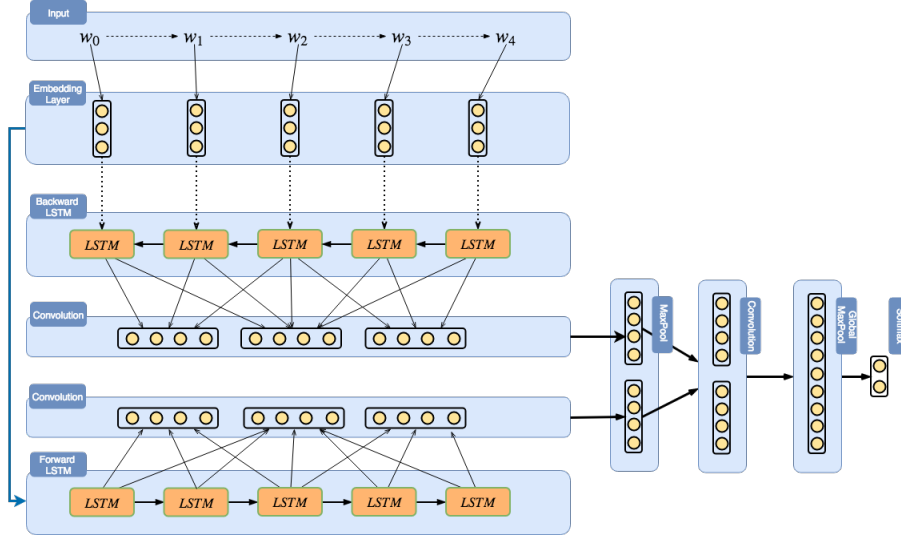 Input
w0 w1 w2 w3 w4
Embedding
Layer
Backward
LSTM
LSTM LSTM LSTM LSTM LSTM
Convolution
Convolution
Forward
LSTM
LSTM LSTM LSTM LSTM LSTM
MaxPool
Convolution
Global
MaxPool
Softmax